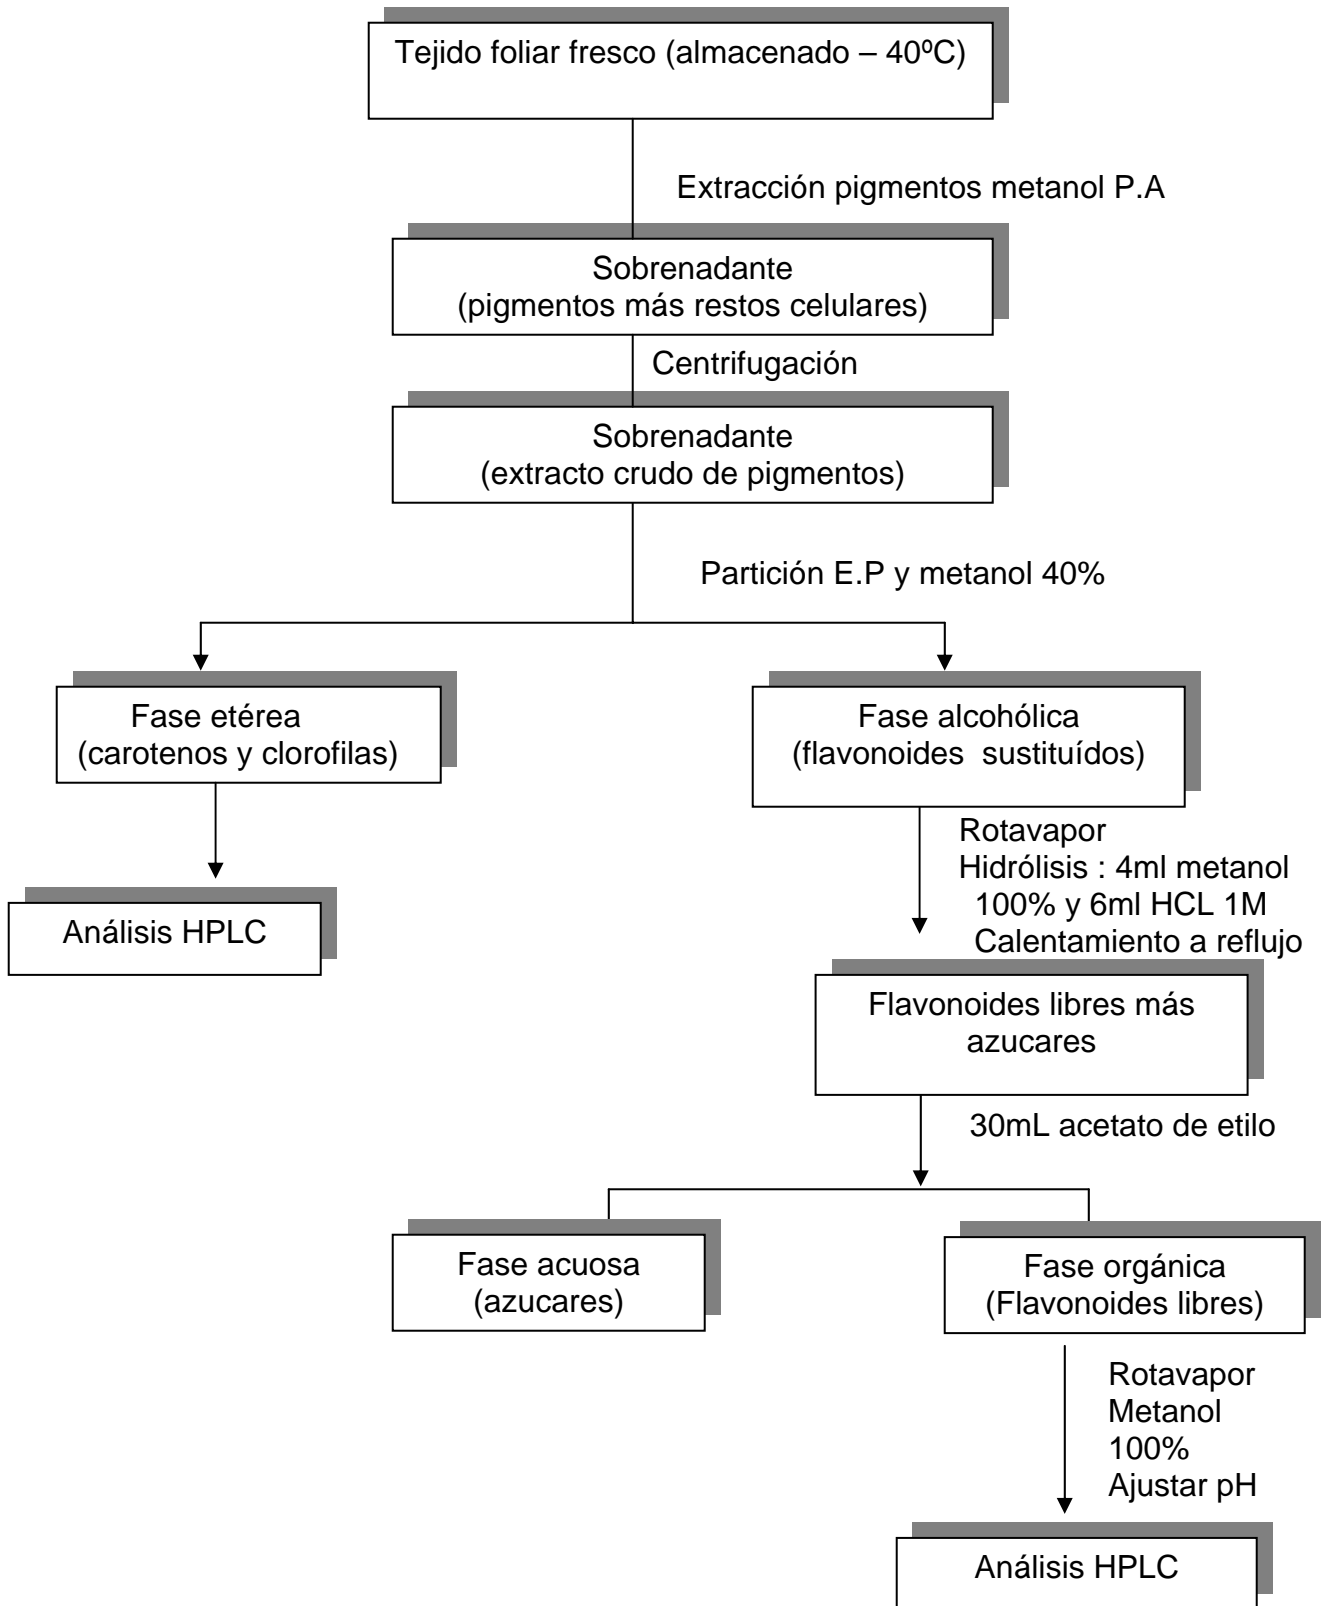 Tejido foliar fresco (almacenado – 40ºC)
Extracción pigmentos metanol P.A
Sobrenadante
(pigmentos más restos celulares)
Centrifugación
Sobrenadante
(extracto crudo de pigmentos)
Partición E.P y metanol 40%
Fase etérea
(carotenos y clorofilas)
Análisis HPLC
Fase alcohólica
(flavonoides sustituídos)
Rotavapor
Hidrólisis : 4ml metanol
100% y 6ml HCL 1M
Calentamiento a reflujo
Flavonoides libres más
azucares
30mL acetato de etilo
Fase acuosa
(azucares)
Fase orgánica
(Flavonoides libres)
Rotavapor
Metanol
100%
Ajustar pH
Análisis HPLC